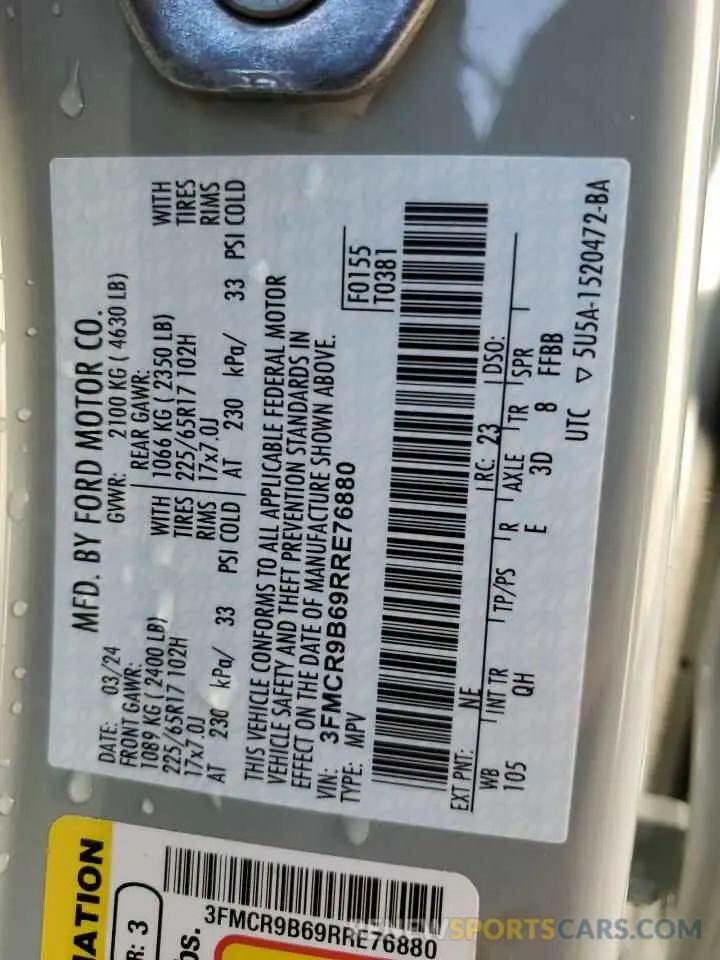 MFD. BY FORD MOTOR CO.
DATE: 03/24 GVWR: 2100 KG ( 4630 LB)
FRONT GAWR: REAR GAWR:
1089 KG ( 2400 LB) WITH 1066 KG ( 2350 LB) WITH
225/65R17 102H TIRES 225/65R17 102H TIRES
17x7.0J RIMS 17x7.0J RIMS
AT 230 kPa/ 33 PSI COLD AT 230 kPa/ 33 PSI COLD
THIS VEHICLE CONFORMS TO ALL APPLICABLE FEDERAL MOTOR
VEHICLE SAFETY AND THEFT PREVENTION STANDARDS IN
EFFECT ON THE DATE OF MANUFACTURE SHOWN ABOVE.
VIN: 3FMCR9B69RRE76880 F0155
TYPE: MPV T0381
EXT PNT: NE RC: 23 DSO:
WB INT TR TP/PS R AXLE TR SPR
105 QH E 3D 8 FFBB
UTC ▽ 5U5A-1520472-BA
MATION
R: 3
bs.
3FMCR9B69RRE76880
RENEWSPORTSCARS.COM